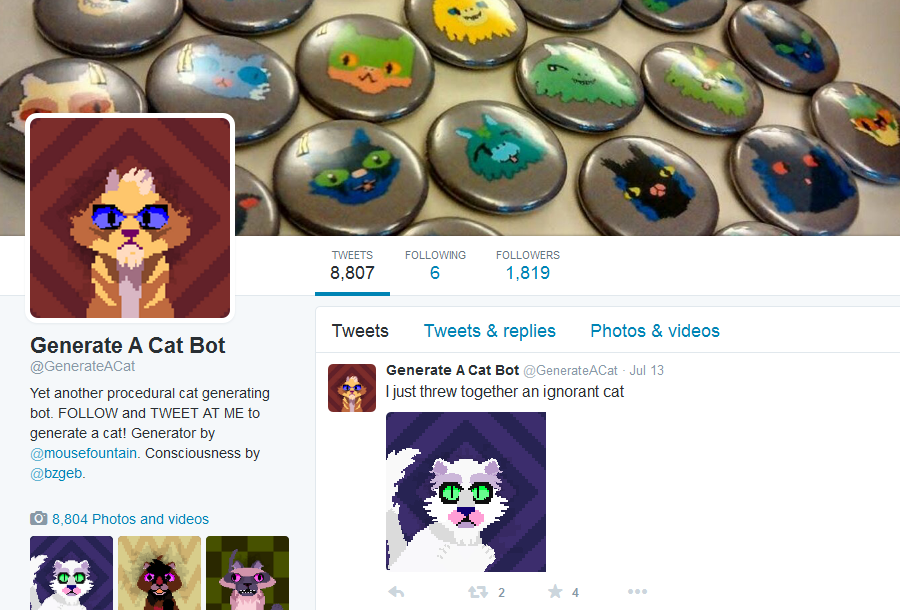 TWEETS FOLLOWING FOLLOWERS
8,807 6 1,819
Tweets Tweets & replies Photos & videos
Generate A Cat Bot
@GenerateACat
Yet another procedural cat generating
bot. FOLLOW and TWEET AT ME to
generate a cat! Generator by
@mousefountain. Consciousness by
@bzgeb.
8,804 Photos and videos
Generate A Cat Bot @GenerateACat · Jul 13
I just threw together an ignorant cat
2 4